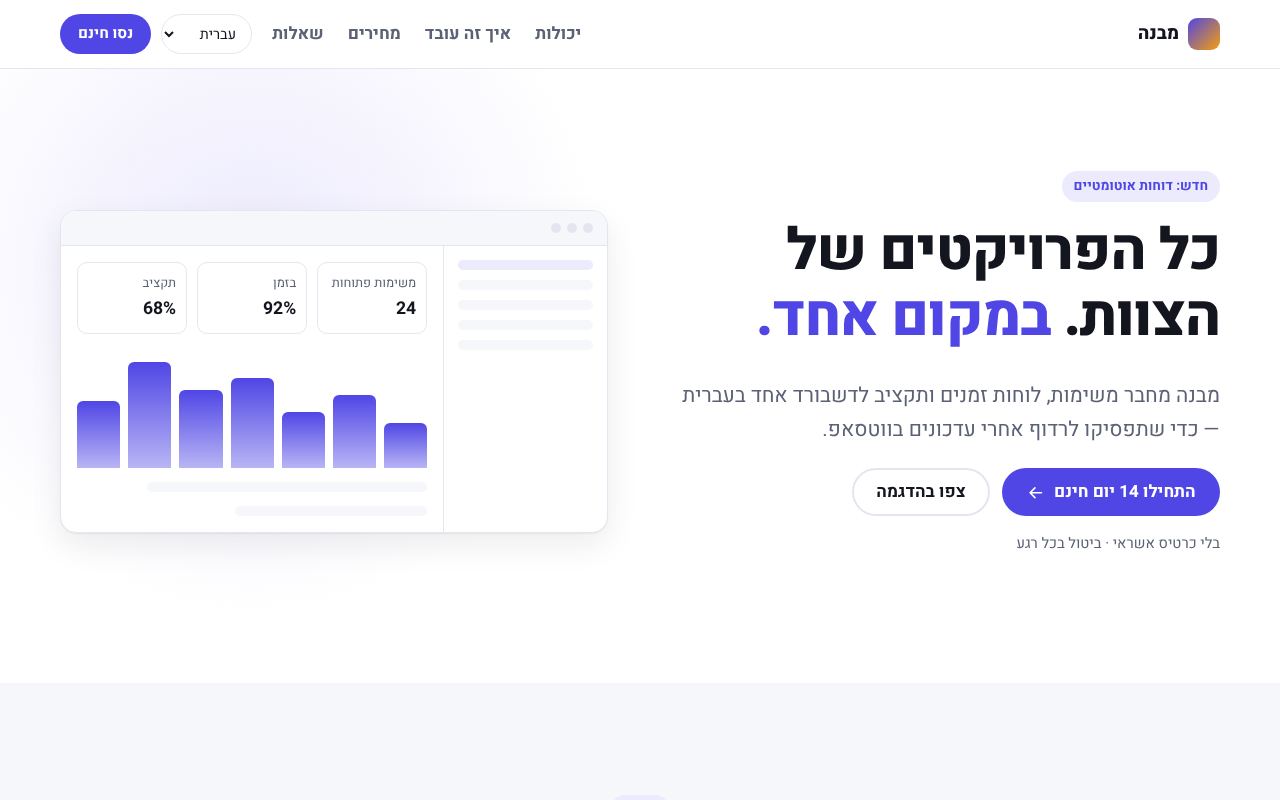 מבנה
יכולות
איך זה עובד
מחירים
שאלות
עברית
נסו חינם
חדש: דוחות אוטומטיים
כל הפרויקטים של
הצוות. במקום אחד.
מבנה מחבר משימות, לוחות זמנים ותקציב לדשבורד אחד בעברית
— כדי שתפסיקו לרדוף אחרי עדכונים בווטסאפ.
התחילו 14 יום חינם ←
צפו בהדגמה
בלי כרטיס אשראי · ביטול בכל רגע
משימות פתוחות
24
בזמן
92%
תקציב
68%